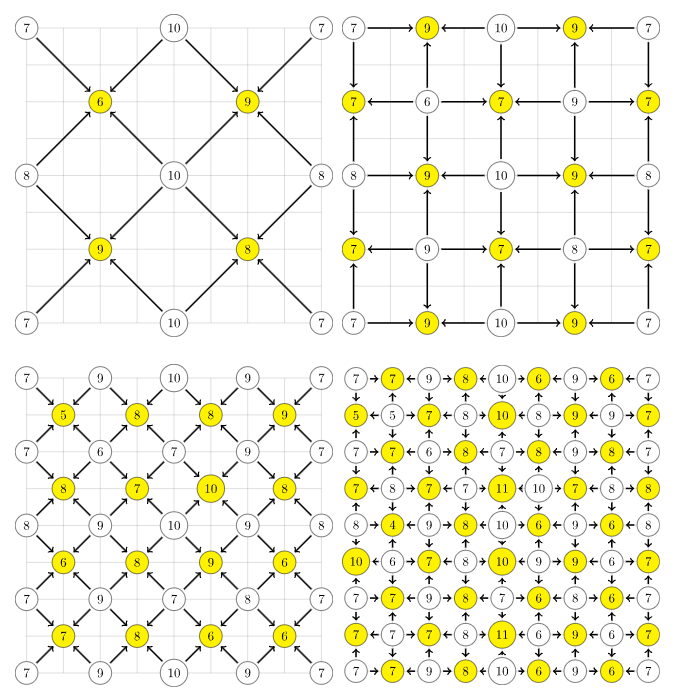 7 10 7
6 9
8 10 8
9 8
7 10 7
7 9 10 9 7
7 6 7 9 7
8 9 10 9 8
7 9 7 8 7
7 9 10 9 7
7 9 10 9 7
5 8 8 9
7 6 7 9 7
8 7 10 8
8 9 10 9 8
6 8 9 6
7 9 7 8 7
7 8 6 6
7 9 10 9 7
7 7 9 8 10 6 9 6 7
5 5 7 8 10 8 9 9 7
7 7 6 8 7 8 9 8 7
7 8 7 7 11 10 7 8 8
8 4 9 8 10 6 9 6 8
10 6 7 8 10 9 9 6 7
7 7 9 8 7 6 8 6 7
7 7 7 8 11 6 9 6 7
7 7 9 8 10 6 9 6 7